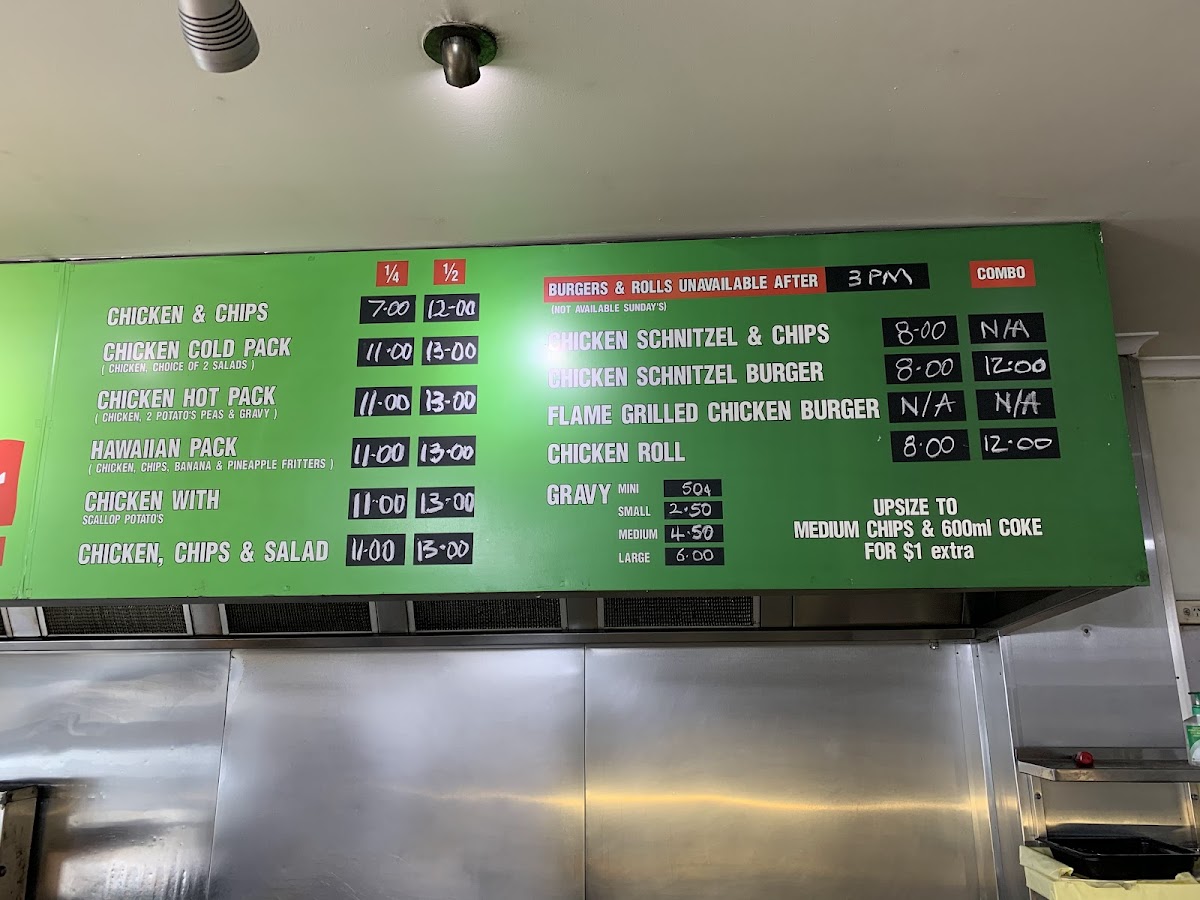 1/4 1/2
CHICKEN & CHIPS 7·00 12-00
CHICKEN COLD PACK 11·00 13-00
( CHICKEN, CHOICE OF 2 SALADS )
CHICKEN HOT PACK 11·00 13-00
( CHICKEN, 2 POTATO'S PEAS & GRAVY )
HAWAIIAN PACK 11·00 13·00
( CHICKEN, CHIPS, BANANA & PINEAPPLE FRITTERS )
CHICKEN WITH 11·00 13·00
SCALLOP POTATO'S
CHICKEN, CHIPS & SALAD 11·00 13·00
BURGERS & ROLLS UNAVAILABLE AFTER 3PM COMBO
(NOT AVAILABLE SUNDAY'S)
CHICKEN SCHNITZEL & CHIPS 8·00 N/A
CHICKEN SCHNITZEL BURGER 8·00 12:00
FLAME GRILLED CHICKEN BURGER N/A N/A
CHICKEN ROLL 8·00 12·00
GRAVY MINI 50¢
SMALL 2·50
MEDIUM 4·50
LARGE 6·00
UPSIZE TO
MEDIUM CHIPS & 600ml COKE
FOR $1 extra